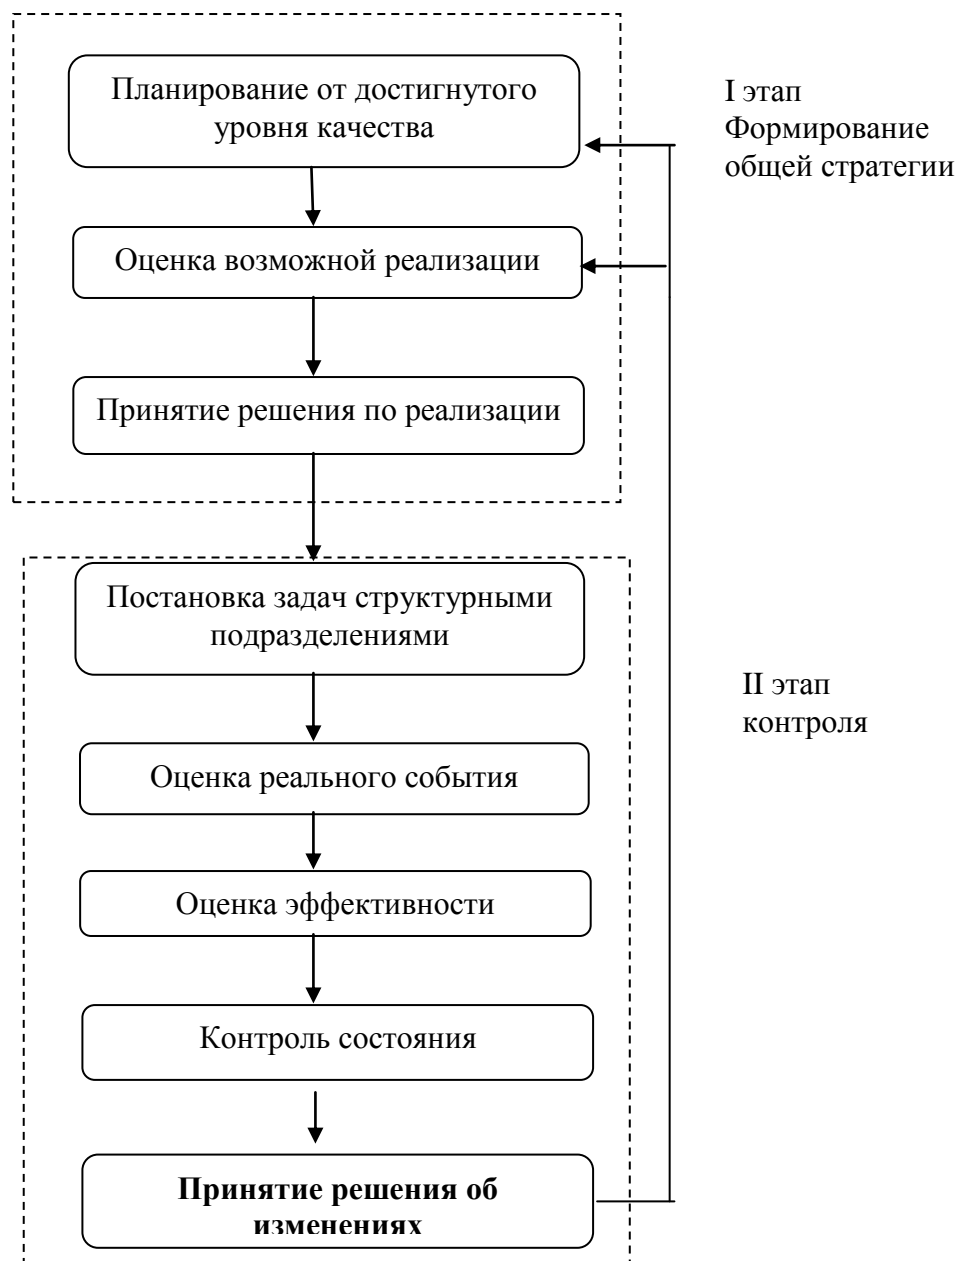 Планирование от достигнутого
уровня качества
I этап
Формирование
общей стратегии
Оценка возможной реализации
Принятие решения по реализации
Постановка задач структурными
подразделениями
II этап
контроля
Оценка реального события
Оценка эффективности
Контроль состояния
Принятие решения об
изменениях